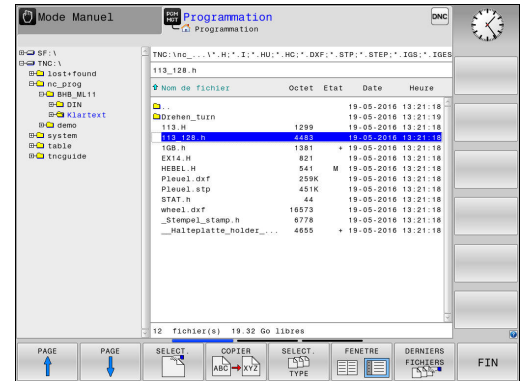 Mode Manuel
PGM
MGT
Programmation
Programmation
DNC
SF:\
TNC:\
lost+found
nc_prog
BHB_ML11
DIN
Klartext
demo
system
table
tncguide
TNC:\nc_...\*.H;*.I;*.HU;*.HC;*.DXF;*.STP;*.STEP;*.IGS;*.IGES
113_128.h
Nom de fichier Octet Etat Date Heure
.. 19-05-2016 13:21:18
Drehen_turn 19-05-2016 13:21:19
113.H 1299 19-05-2016 13:21:18
113_128.h 4483 19-05-2016 13:21:18
1GB.h 1381 + 19-05-2016 13:21:18
EX14.H 821 19-05-2016 13:21:18
HEBEL.H 541 M 19-05-2016 13:21:18
Pleuel.dxf 259K 19-05-2016 13:21:18
Pleuel.stp 451K 19-05-2016 13:21:18
STAT.h 44 19-05-2016 13:21:18
wheel.dxf 16573 19-05-2016 13:21:18
_Stempel_stamp.h 6778 19-05-2016 13:21:18
__Halteplatte_holder_... 4655 + 19-05-2016 13:21:18
12 fichier(s) 19.32 Go libres
PAGE
PAGE
SELECT.
COPIER
ABC XYZ
SELECT.
TYPE
FENETRE
DERNIERS
FICHIERS
FIN